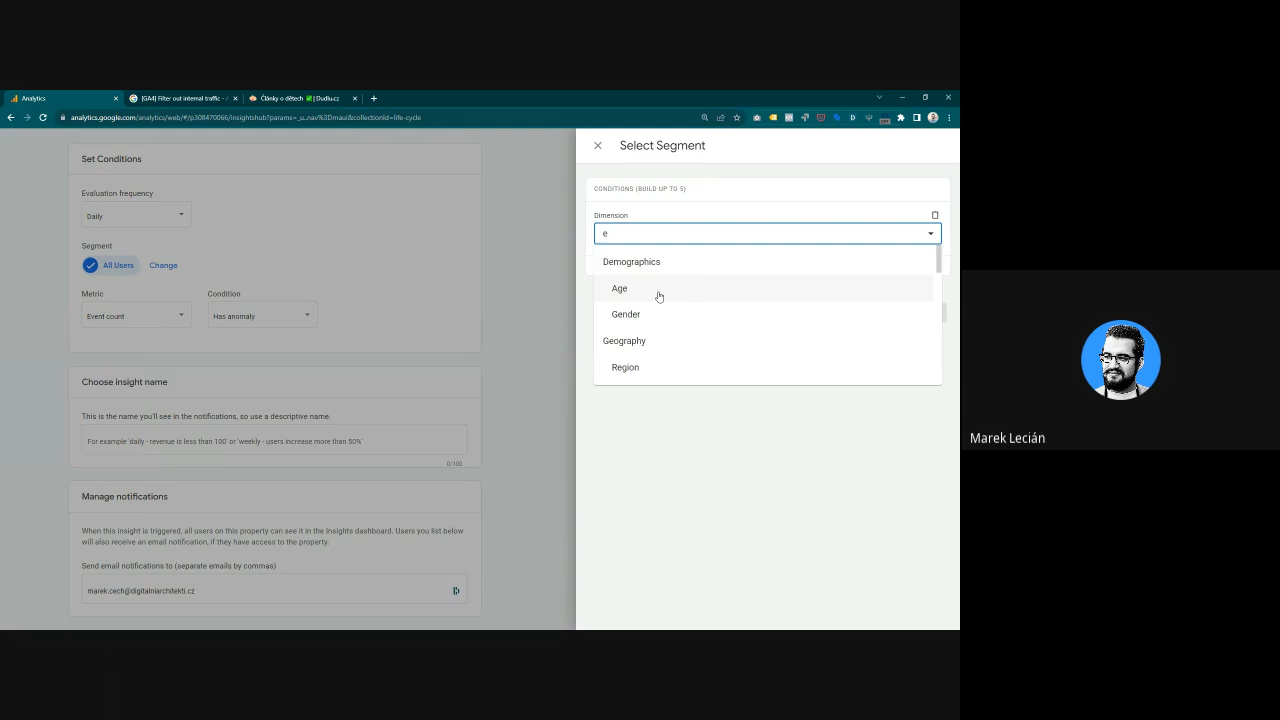 Analytics
[GA4] Filter out internal traffic -
Články o dětech ✅ | Dudlu.cz
analytics.google.com/analytics/web/#/p308470066/insightshub?params=_u..nav%3Dmaui&collectionId=life-cycle
Set Conditions
Evaluation frequency
Daily
Segment
All Users
Change
Metric
Condition
Event count
Has anomaly
Choose insight name
This is the name you'll see in the notifications, so use a descriptive name.
For example 'daily - revenue is less than 100' or 'weekly - users increase more than 50%'
0/100
Manage notifications
When this insight is triggered, all users on this property can see it in the Insights dashboard. Users you list below
will also receive an email notification, if they have access to the property.
Send email notifications to (separate emails by commas)
marek.cech@digitalniarchitekti.cz
Select Segment
CONDITIONS (BUILD UP TO 5)
Dimension
e
Demographics
Age
Gender
Geography
Region
Marek Lecián